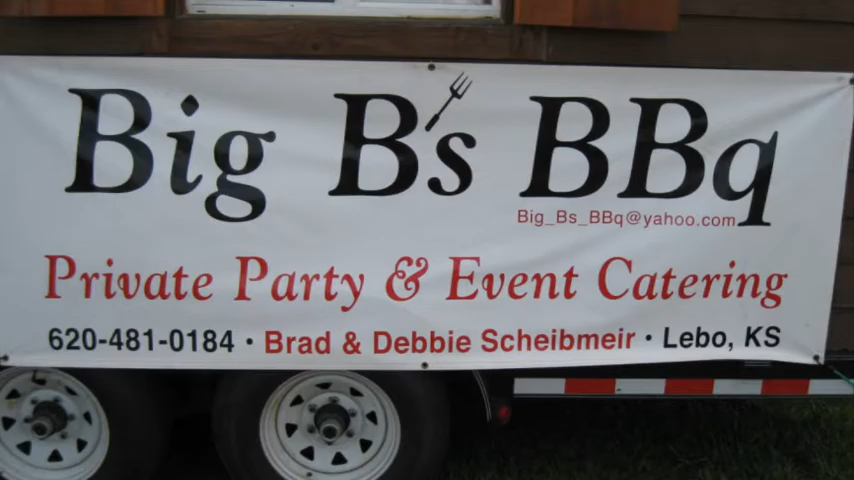 Big B's BBq
Big_Bs_BBq@yahoo.com
Private Party & Event Catering
620-481-0184 • Brad & Debbie Scheibmeir • Lebo, KS